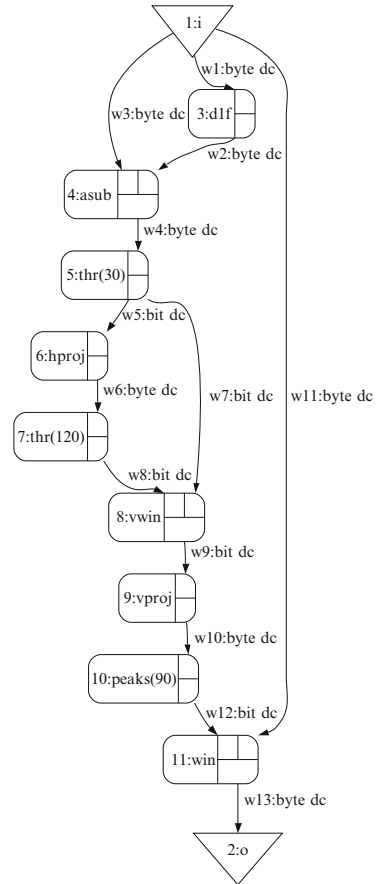 1:i
w1:byte dc
w3:byte dc
3:d1f
w2:byte dc
4:asub
w4:byte dc
5:thr(30)
w5:bit dc
6:hproj
w6:byte dc
w7:bit dc
w11:byte dc
7:thr(120)
w8:bit dc
8:vwin
w9:bit dc
9:vproj
w10:byte dc
10:peaks(90)
w12:bit dc
11:win
w13:byte dc
2:o